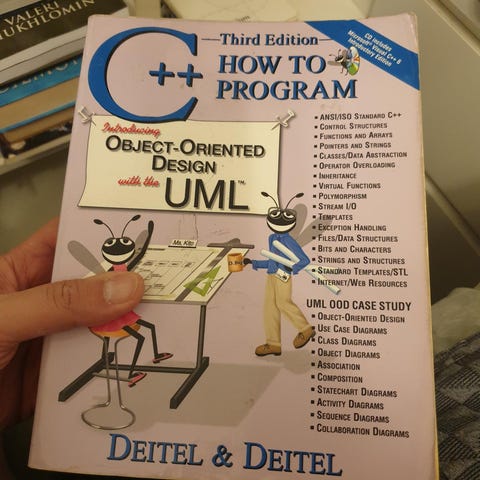 VALERI
MUKHLOMIN
C++
Third Edition
HOW TO
PROGRAM
CD includes
Microsoft® Visual C++ 6
Introductory Edition
Introducing
OBJECT-ORIENTED
DESIGN
with the
UML™
Ms. Kito
ANSI/ISO STANDARD C++
CONTROL STRUCTURES
FUNCTIONS AND ARRAYS
POINTERS AND STRINGS
CLASSES/DATA ABSTRACTION
OPERATOR OVERLOADING
INHERITANCE
VIRTUAL FUNCTIONS
POLYMORPHISM
STREAM I/O
TEMPLATES
EXCEPTION HANDLING
FILES/DATA STRUCTURES
BITS AND CHARACTERS
STRINGS AND STRUCTURES
STANDARD TEMPLATES/STL
INTERNET/WEB RESOURCES
UML OOD CASE STUDY
OBJECT-ORIENTED DESIGN
USE CASE DIAGRAMS
CLASS DIAGRAMS
OBJECT DIAGRAMS
ASSOCIATION
COMPOSITION
STATECHART DIAGRAMS
ACTIVITY DIAGRAMS
SEQUENCE DIAGRAMS
COLLABORATION DIAGRAMS
DEITEL & DEITEL